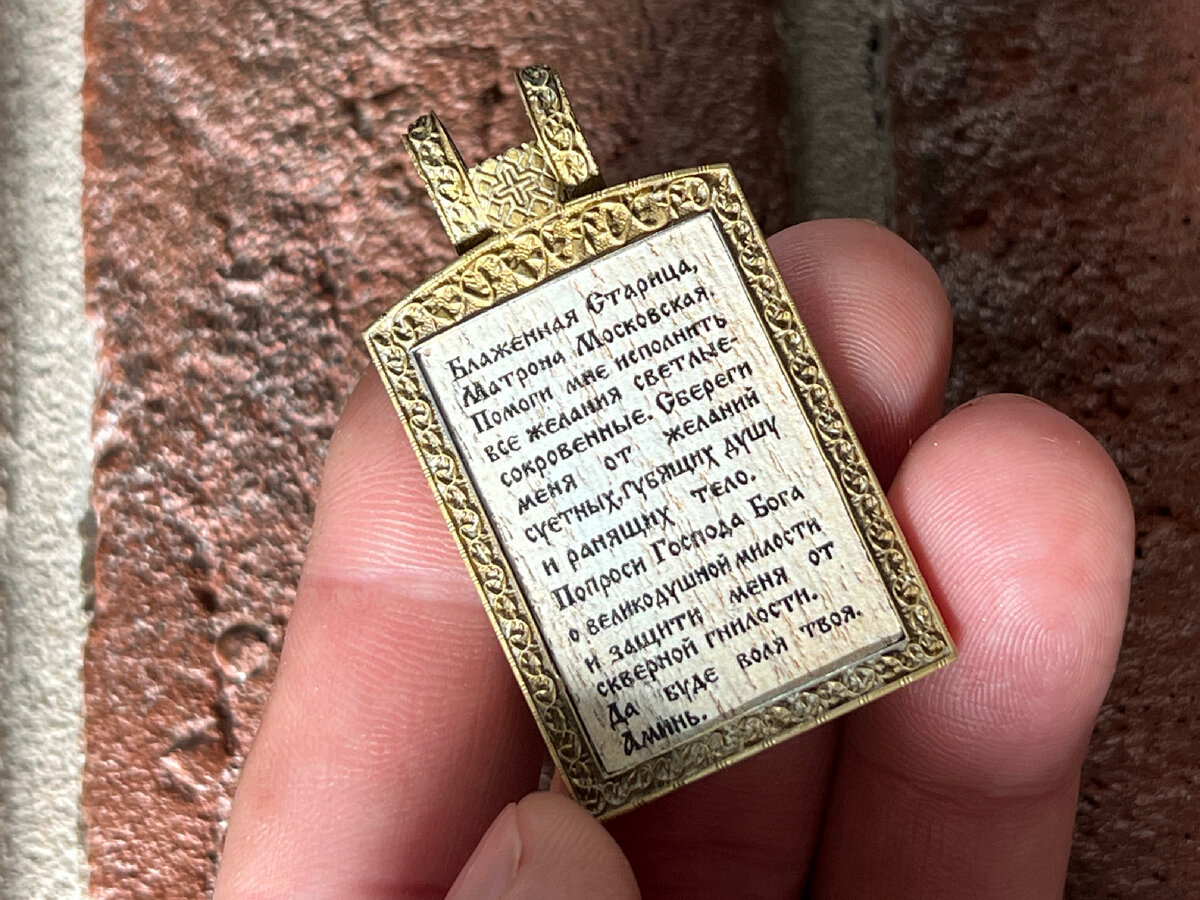 Блаженная Старица,
Матрона Московская.
Помоги мне исполнить
все желания светлые-
сокровенные. Сбереги
меня от желаний
суетных, губящих душу
и ранящих тело.
Попроси Господа Бога
о великодушной милости
и защити меня от
скверной гнилости.
Да буде воля твоя.
Аминь.